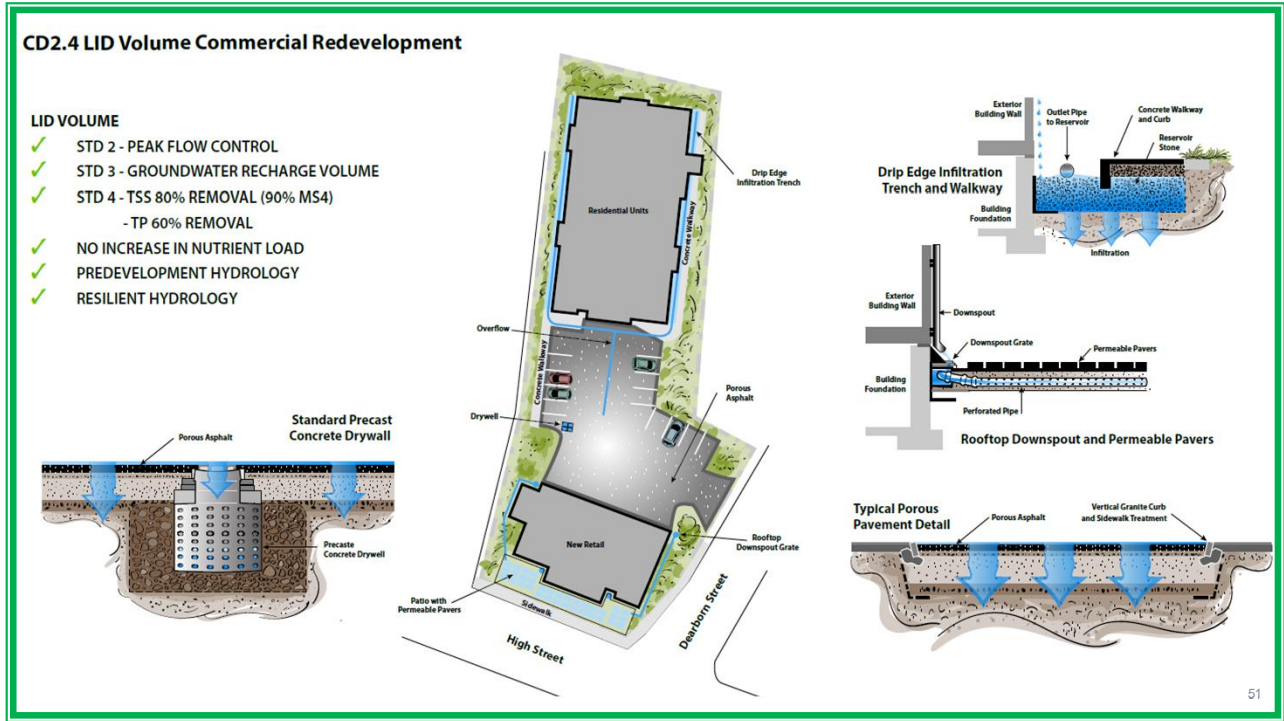 CD2.4 LID Volume Commercial Redevelopment
LID VOLUME
✓ STD 2 - PEAK FLOW CONTROL
✓ STD 3 - GROUNDWATER RECHARGE VOLUME
✓ STD 4 - TSS 80% REMOVAL (90% MS4)
- TP 60% REMOVAL
✓ NO INCREASE IN NUTRIENT LOAD
✓ PREDEVELOPMENT HYDROLOGY
✓ RESILIENT HYDROLOGY
Standard Precast
Concrete Drywall
Porous Asphalt
Precaste
Concrete Drywell
Residential Units
Drip Edge
Infiltration Trench
Concrete Walkway
Overflow
Concrete Walkway
Porous
Asphalt
Drywell
New Retail
Rooftop
Downspout Grate
Patio with
Permeable Pavers
Sidewalk
High Street
Dearborn Street
Exterior
Building Wall
Outlet Pipe
to Reservoir
Concrete Walkway
and Curb
Reservoir
Stone
Drip Edge Infiltration
Trench and Walkway
Building
Foundation
Infiltration
Exterior
Building Wall
Downspout
Downspout Grate
Permeable Pavers
Building
Foundation
Perforated Pipe
Rooftop Downspout and Permeable Pavers
Typical Porous
Pavement Detail
Porous Asphalt
Vertical Granite Curb
and Sidewalk Treatment
51